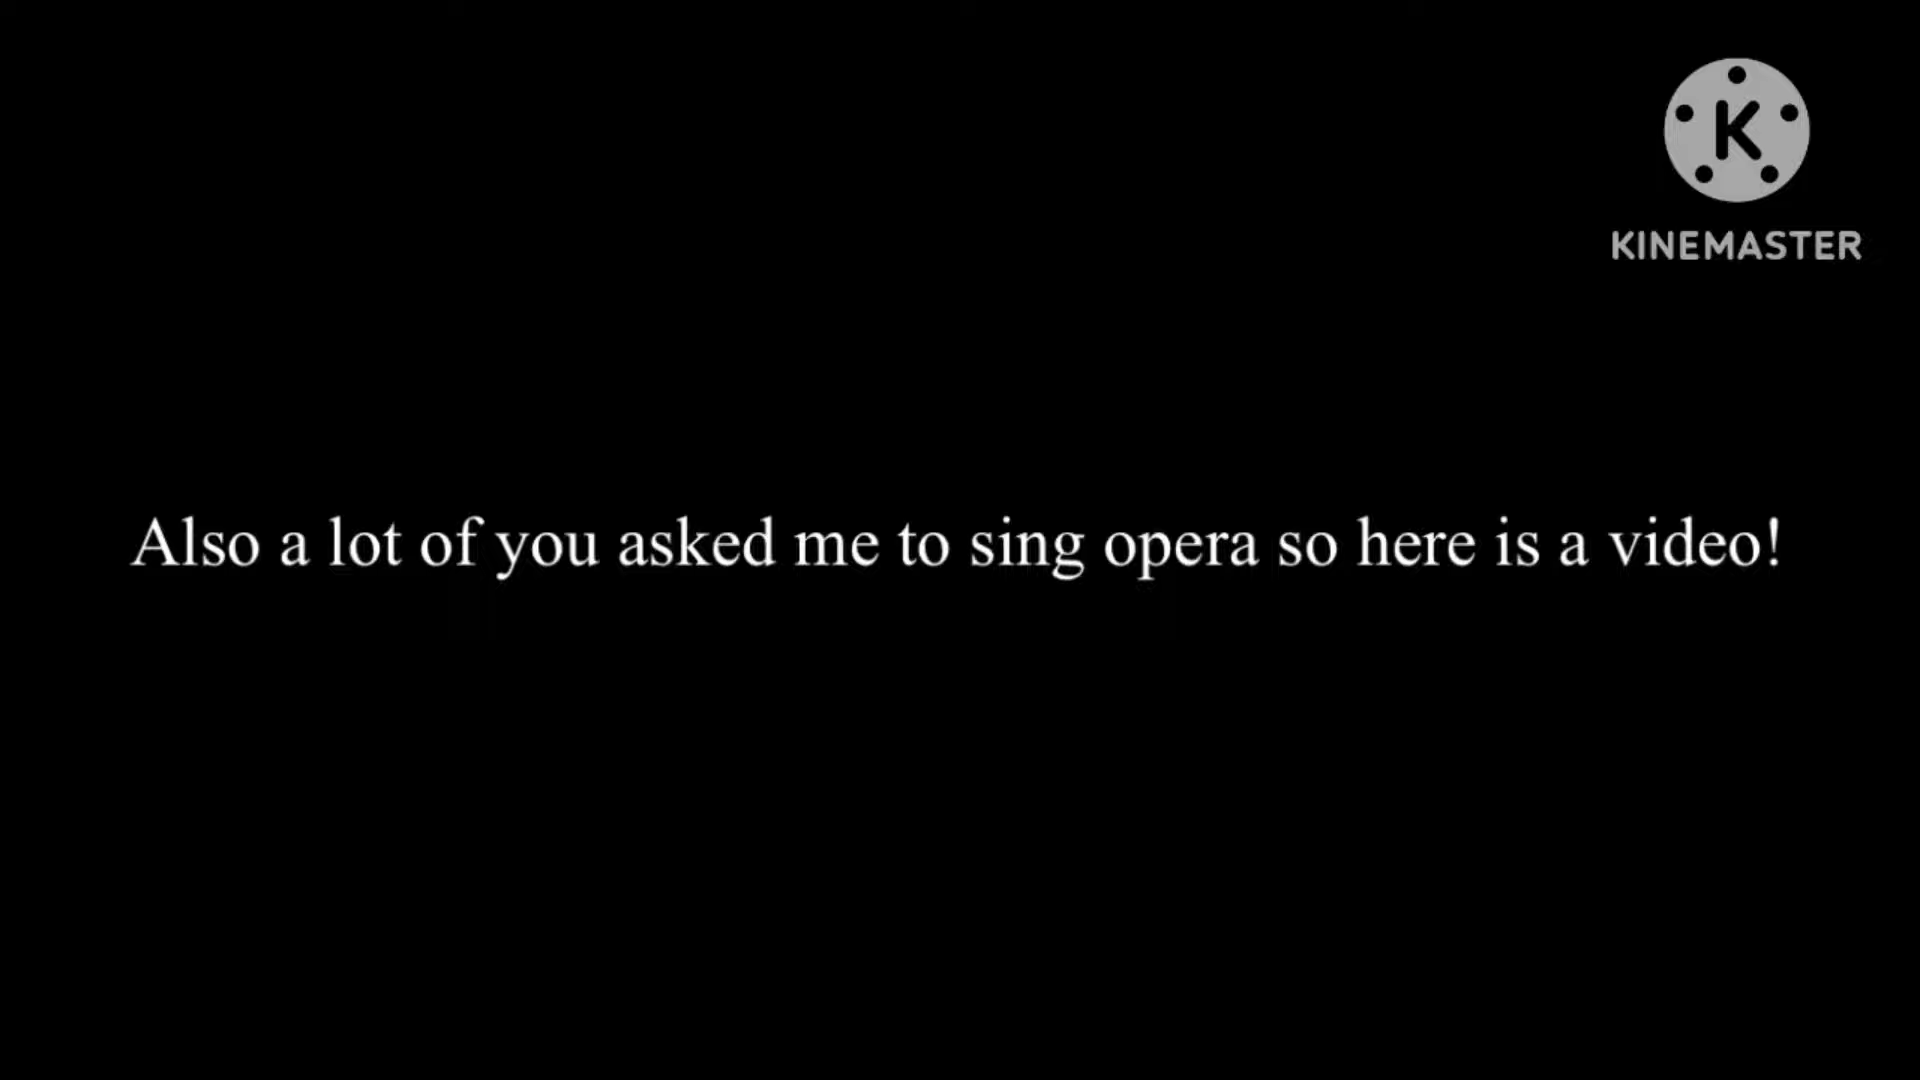 K
KINEMASTER
Also a lot of you asked me to sing opera so here is a video!